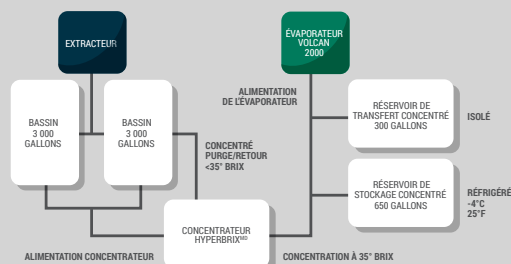 EXTRACTEUR
ÉVAPORATEUR
VOLCAN
2000
BASSIN
3 000
GALLONS
BASSIN
3 000
GALLONS
ALIMENTATION
DE L'ÉVAPORATEUR
RÉSERVOIR DE
TRANSFERT CONCENTRÉ
300 GALLONS
ISOLÉ
CONCENTRÉ
PURGE/RETOUR
<35° BRIX
RÉSERVOIR DE
STOCKAGE CONCENTRÉ
650 GALLONS
RÉFRIGÉRÉ
-4°C
25°F
CONCENTRATEUR
HYPERBRIXᴹᴰ
ALIMENTATION CONCENTRATEUR
CONCENTRATION À 35° BRIX